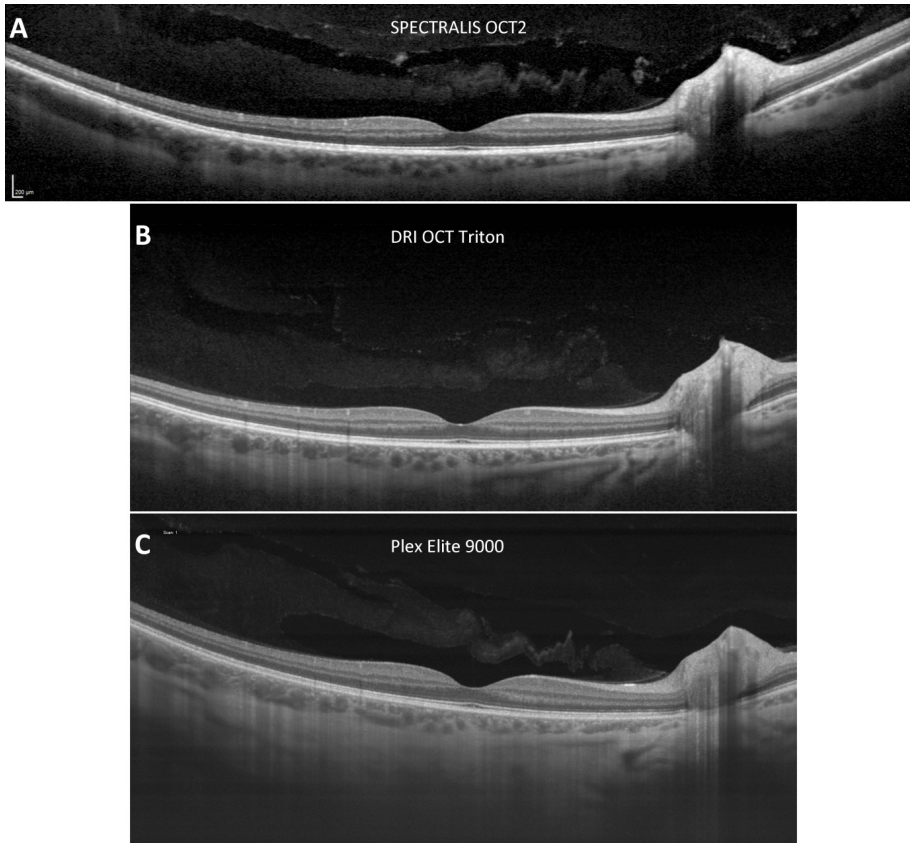 A
SPECTRALIS OCT2
200 µm
B
DRI OCT Triton
C
Scan 1
Plex Elite 9000